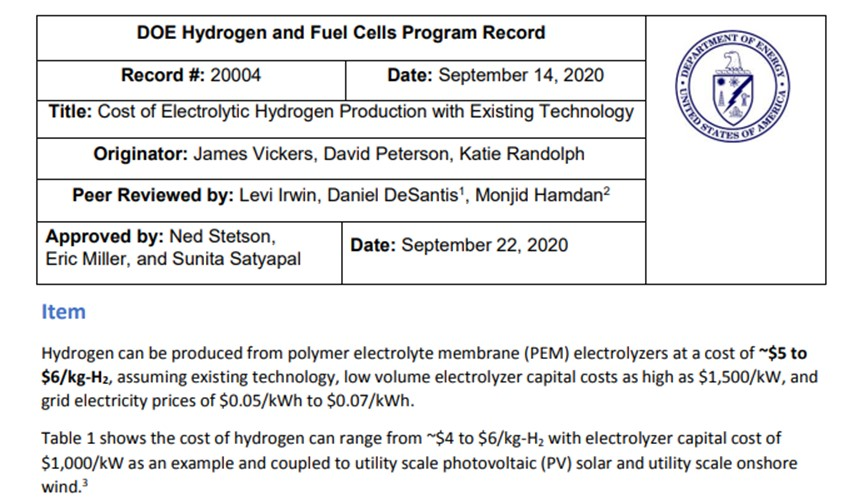 DOE Hydrogen and Fuel Cells Program Record
Record #: 20004
Date: September 14, 2020
Title: Cost of Electrolytic Hydrogen Production with Existing Technology
Originator: James Vickers, David Peterson, Katie Randolph
Peer Reviewed by: Levi Irwin, Daniel DeSantis¹, Monjid Hamdan²
Approved by: Ned Stetson,
Eric Miller, and Sunita Satyapal
Date: September 22, 2020
DEPARTMENT OF ENERGY
UNITED STATES OF AMERICA
Item
Hydrogen can be produced from polymer electrolyte membrane (PEM) electrolyzers at a cost of ~$5 to
$6/kg-H₂, assuming existing technology, low volume electrolyzer capital costs as high as $1,500/kW, and
grid electricity prices of $0.05/kWh to $0.07/kWh.
Table 1 shows the cost of hydrogen can range from ~$4 to $6/kg-H₂ with electrolyzer capital cost of
$1,000/kW as an example and coupled to utility scale photovoltaic (PV) solar and utility scale onshore
wind.³